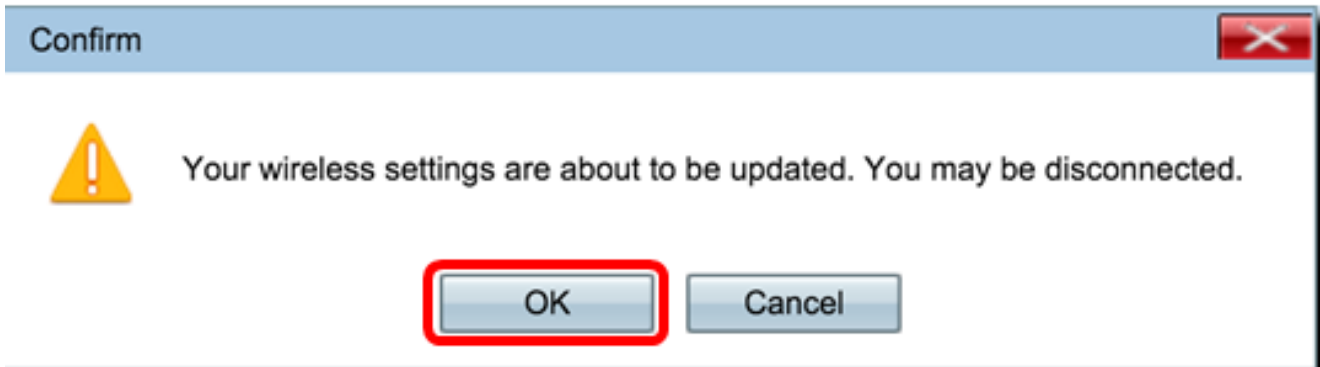 Confirm
Your wireless settings are about to be updated. You may be disconnected.
OK
Cancel